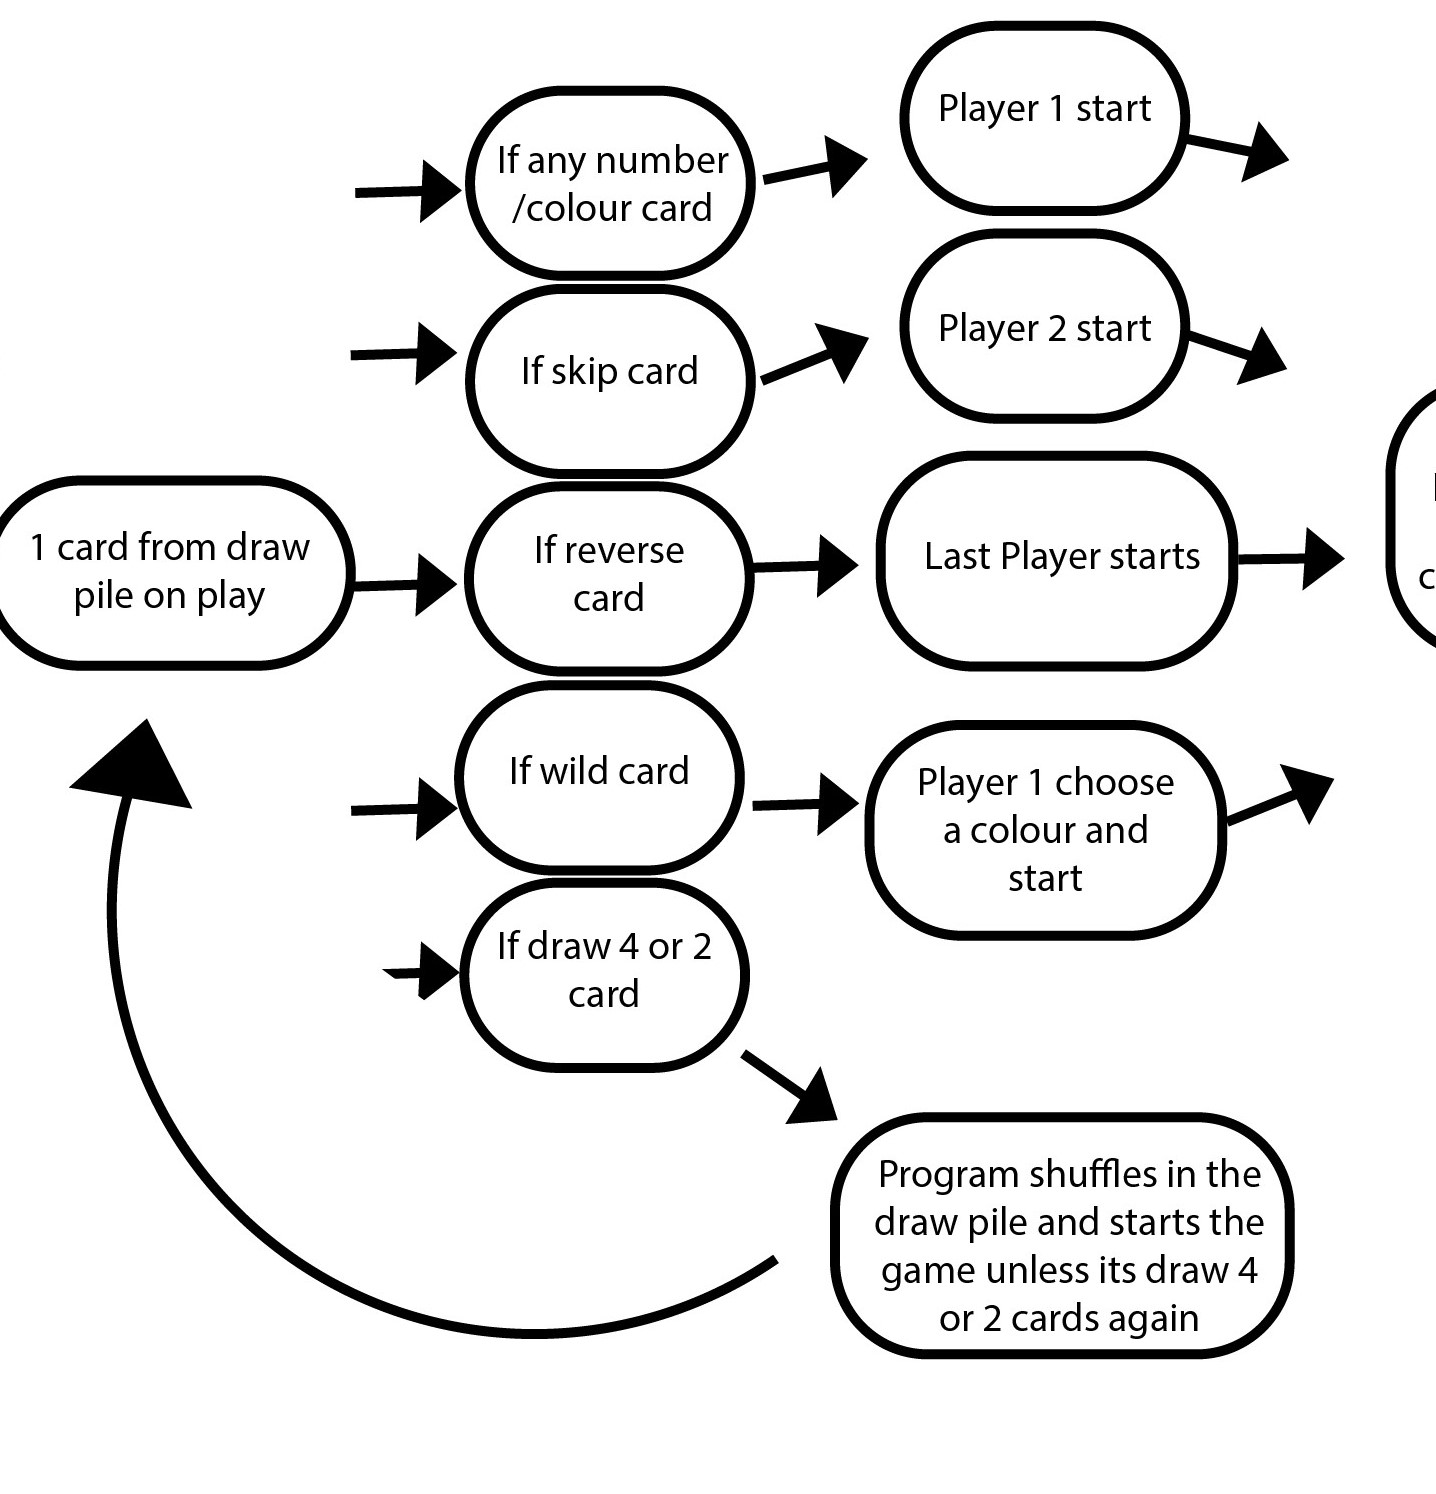 1 card from draw
pile on play
If any number
/colour card
If skip card
If reverse
card
If wild card
If draw 4 or 2
card
Player 1 start
Player 2 start
Last Player starts
Player 1 choose
a colour and
start
Program shuffles in the
draw pile and starts the
game unless its draw 4
or 2 cards again